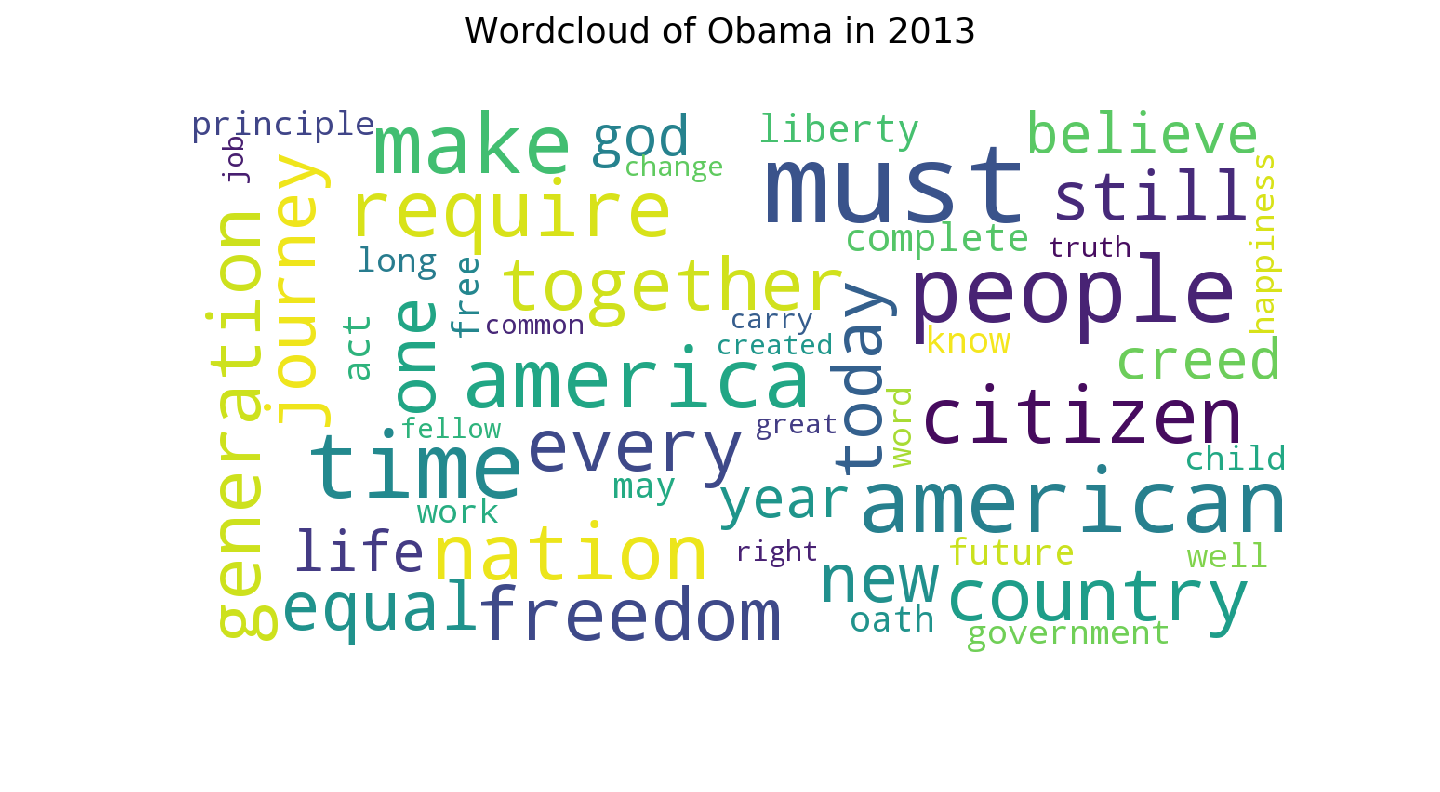 Wordcloud of Obama in 2013
principle
job
make
god
change
liberty
believe
must
still
happiness
require
journey
generation
long
free
together
complete
truth
people
common
carry
created
today
know
act
one
america
creed
citizen
word
fellow
great
time
every
child
may
work
year
american
life
nation
right
future
well
equal
freedom
new
country
oath
government